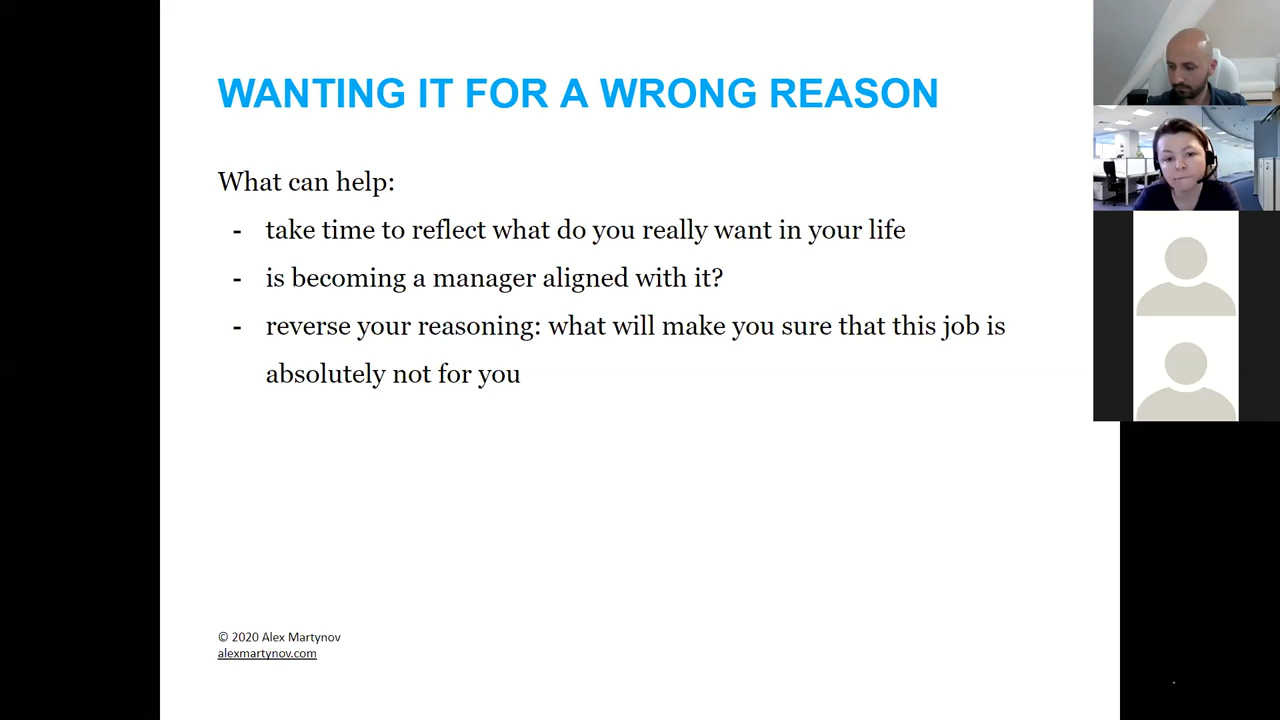 WANTING IT FOR A WRONG REASON
What can help:
- take time to reflect what do you really want in your life
- is becoming a manager aligned with it?
- reverse your reasoning: what will make you sure that this job is
absolutely not for you
© 2020 Alex Martynov
alexmartynov.com